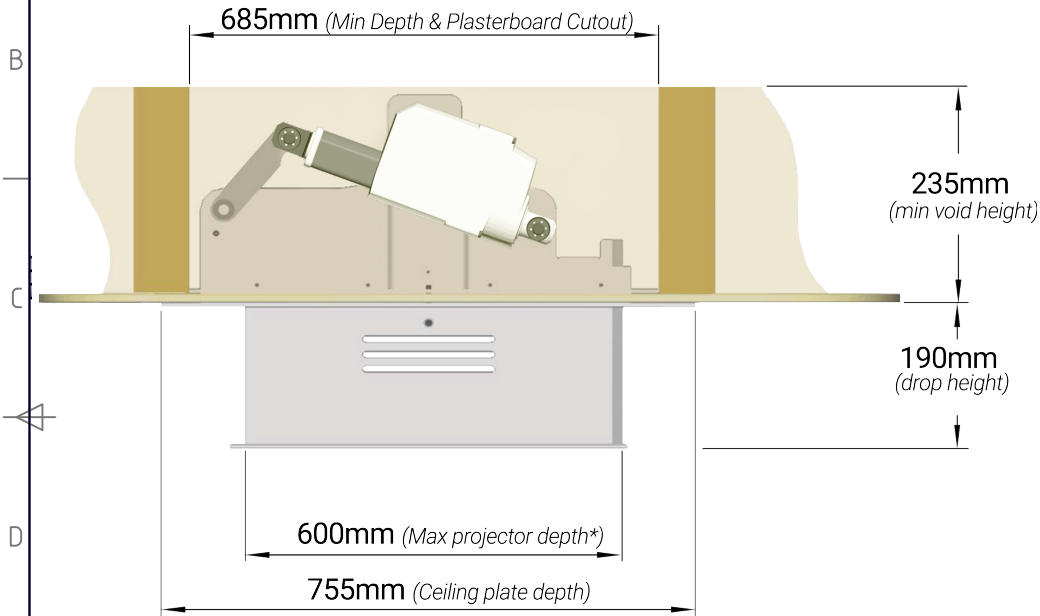 685mm (Min Depth & Plasterboard Cutout)
B
235mm
(min void height)
C
190mm
(drop height)
D
600mm (Max projector depth*)
755mm (Ceiling plate depth)